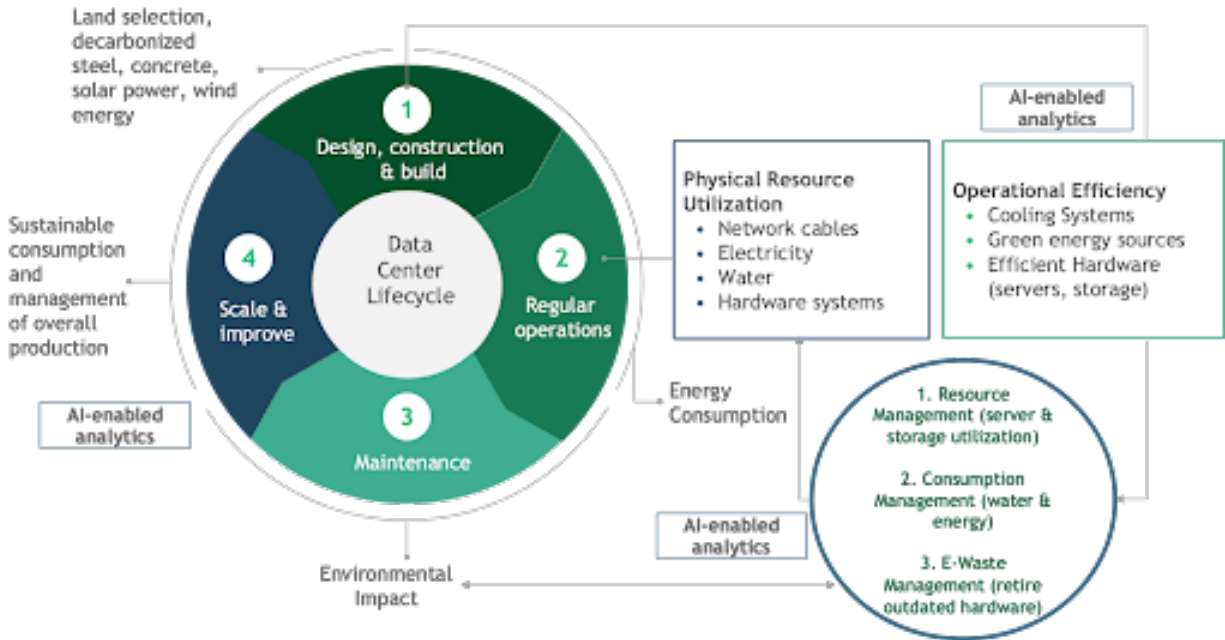 Land selection,
decarbonized
steel, concrete,
solar power, wind
energy
1
Design, construction
& build
AI-enabled
analytics
Physical Resource
Utilization
• Network cables
• Electricity
• Water
• Hardware systems
Operational Efficiency
• Cooling Systems
• Green energy sources
• Efficient Hardware
(servers, storage)
Sustainable
consumption
and
management
of overall
production
4
Scale &
improve
Data
Center
Lifecycle
2
Regular
operations
AI-enabled
analytics
3
Maintenance
Energy
Consumption
1. Resource
Management (server &
storage utilization)
2. Consumption
Management (water &
energy)
3. E-Waste
Management (retire
outdated hardware)
AI-enabled
analytics
Environmental
Impact